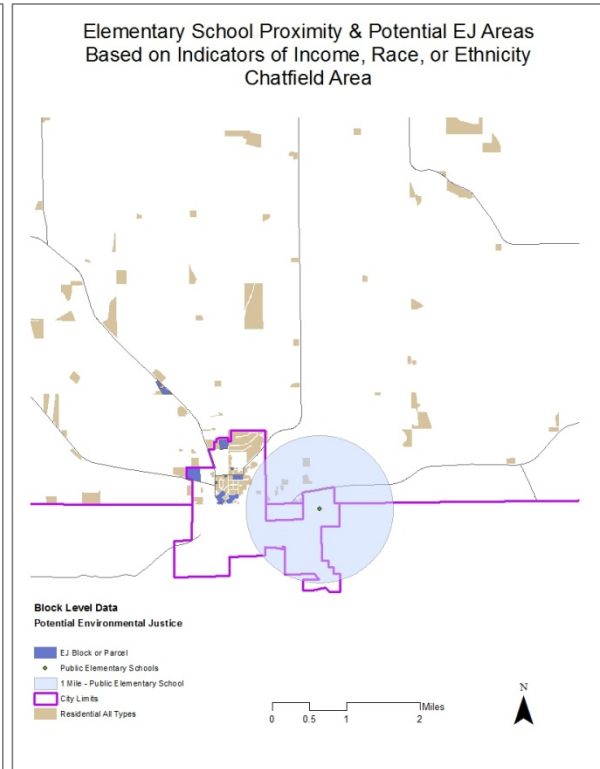 Elementary School Proximity & Potential EJ Areas
Based on Indicators of Income, Race, or Ethnicity
Chatfield Area
Block Level Data
Potential Environmental Justice
EJ Block or Parcel
Public Elementary Schools
1 Mile - Public Elementary School
City Limits
Residential All Types
Miles
0 0.5 1 2
N